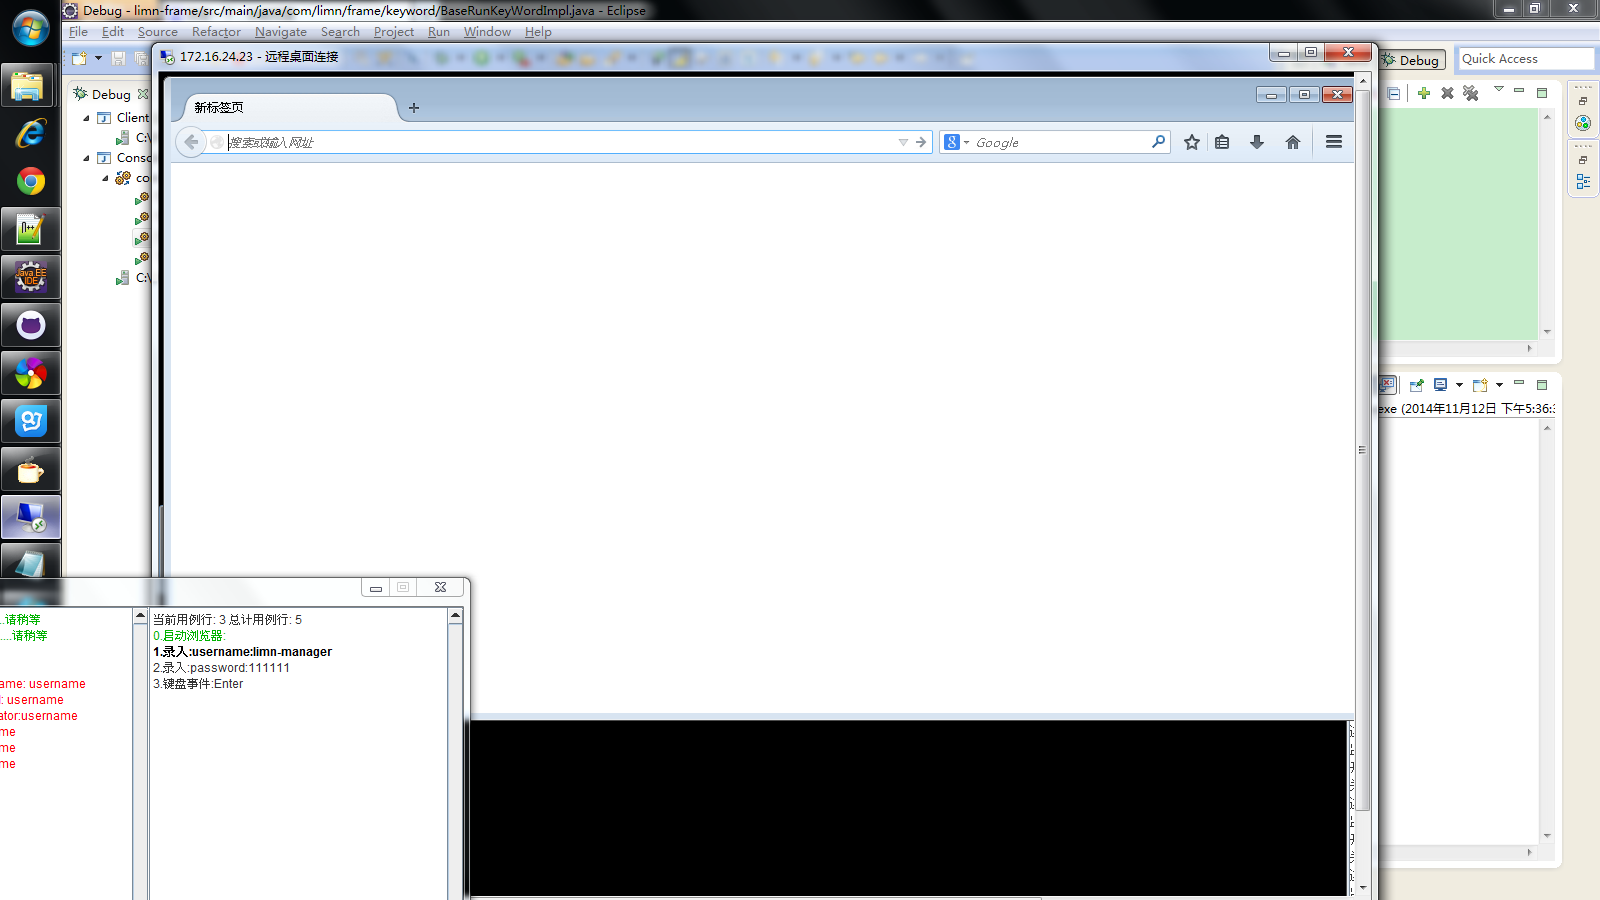 Debug - limn-frame/src/main/java/com/limn/frame/keyword/BaseRunKeyWordImpl.java - Eclipse
File Edit Source Refactor Navigate Search Project Run Window Help
172.16.24.23 - 远程桌面连接
Debug
Quick Access
Debug
新标签页
Client
C:\
Conso
co
C:\
搜索或输入网址
Google
Java EE
IDE
exe (2014年11月12日 下午5:36:3
...请稍等
....请稍等
ame: username
l: username
ator:username
me
me
me
当前用例行: 3 总计用例行: 5
0.启动浏览器:
1.录入:username:limn-manager
2.录入:password:111111
3.键盘事件:Enter